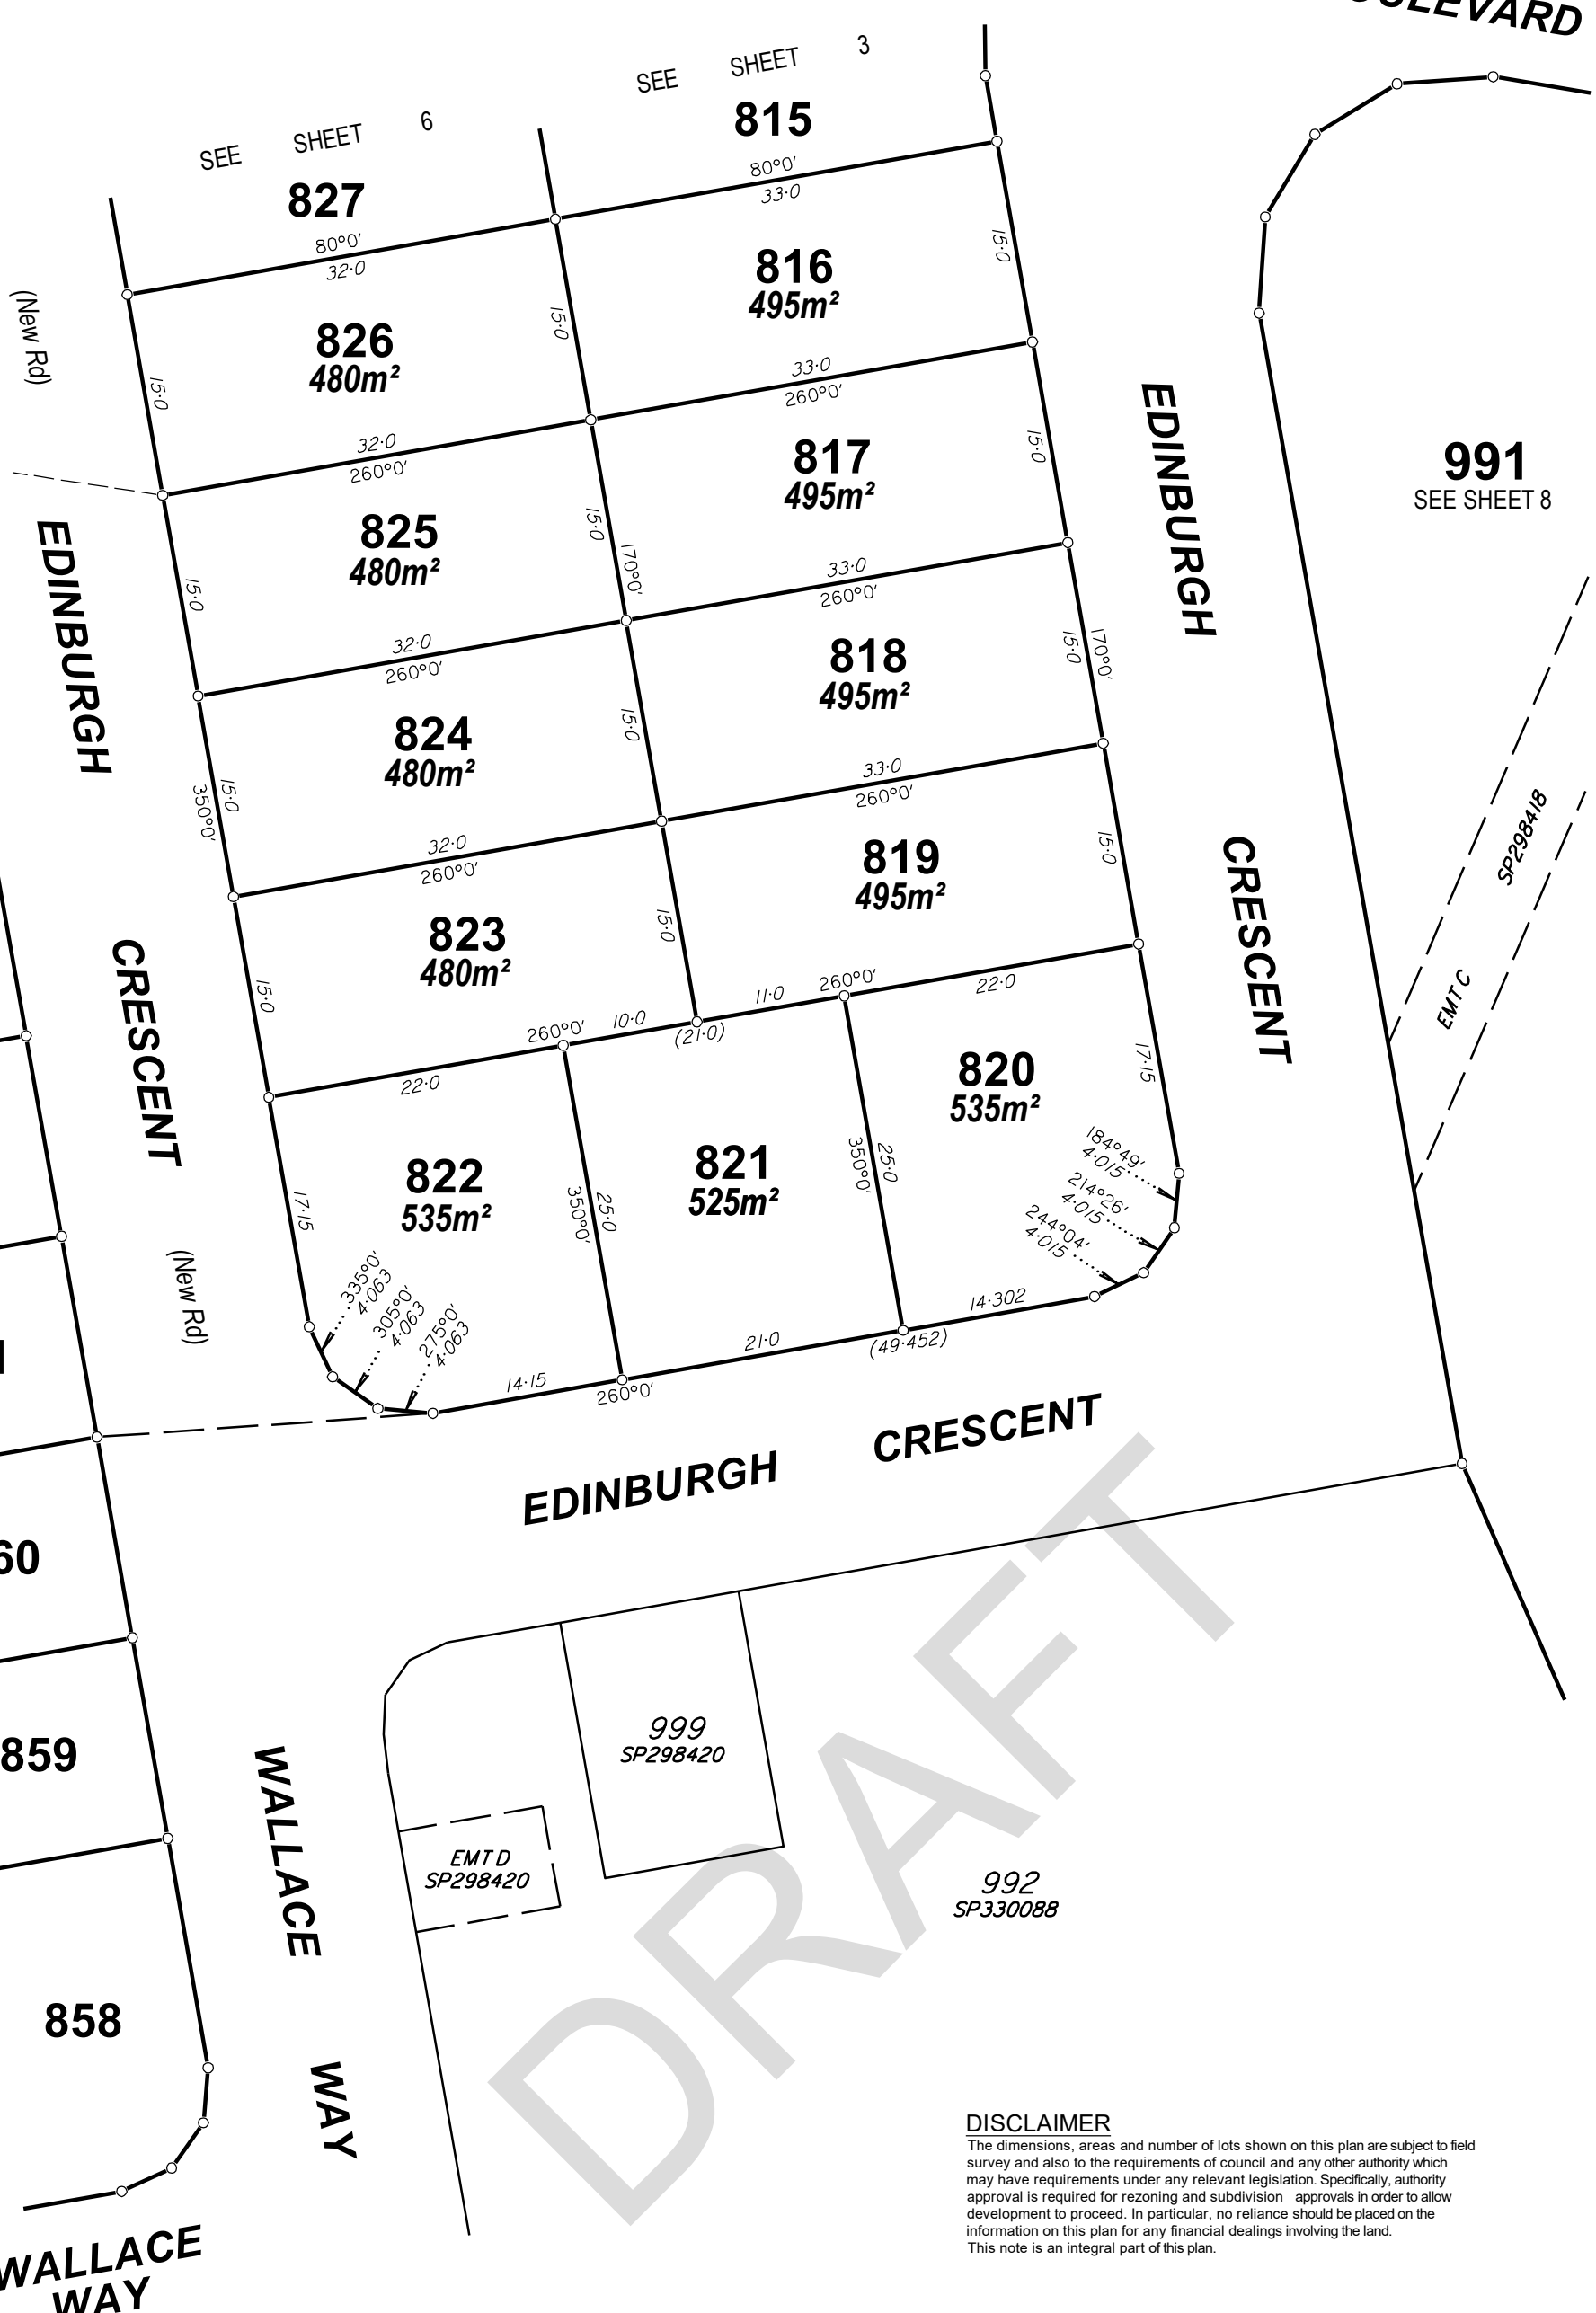 OULEVARD
SEE SHEET 3
815
SEE SHEET 6
827
80°0'
33·0
80°0'
32·0
816
495m²
15·0
15·0
826
480m²
15·0
(New Rd)
33·0
260°0'
32·0
260°0'
817
495m²
15·0
825
480m²
15·0
170°0'
15·0
EDINBURGH
CRESCENT
991
SEE SHEET 8
33·0
260°0'
32·0
260°0'
818
495m²
15·0
170°0'
824
480m²
15·0
15·0
350°0'
EDINBURGH
CRESCENT
(New Rd)
33·0
260°0'
32·0
260°0'
819
495m²
15·0
823
480m²
15·0
15·0
SP298418
EMT C
260°0'
10·0
11·0
(21·0)
260°0'
22·0
22·0
820
535m²
17·15
184°49'
4·015
214°26'
4·015
244°04'
4·015
14·302
821
525m²
350°0'
25·0
350°0'
25·0
822
535m²
17·15
335°0'
4·063
305°0'
4·063
275°0'
4·063
14·15
21·0
260°0'
(49·452)
EDINBURGH CRESCENT
60
859
858
WALLACE
WAY
WALLACE
WAY
999
SP298420
EMT D
SP298420
992
SP330088
DRAFT
DISCLAIMER
The dimensions, areas and number of lots shown on this plan are subject to field
survey and also to the requirements of council and any other authority which
may have requirements under any relevant legislation. Specifically, authority
approval is required for rezoning and subdivision approvals in order to allow
development to proceed. In particular, no reliance should be placed on the
information on this plan for any financial dealings involving the land.
This note is an integral part of this plan.